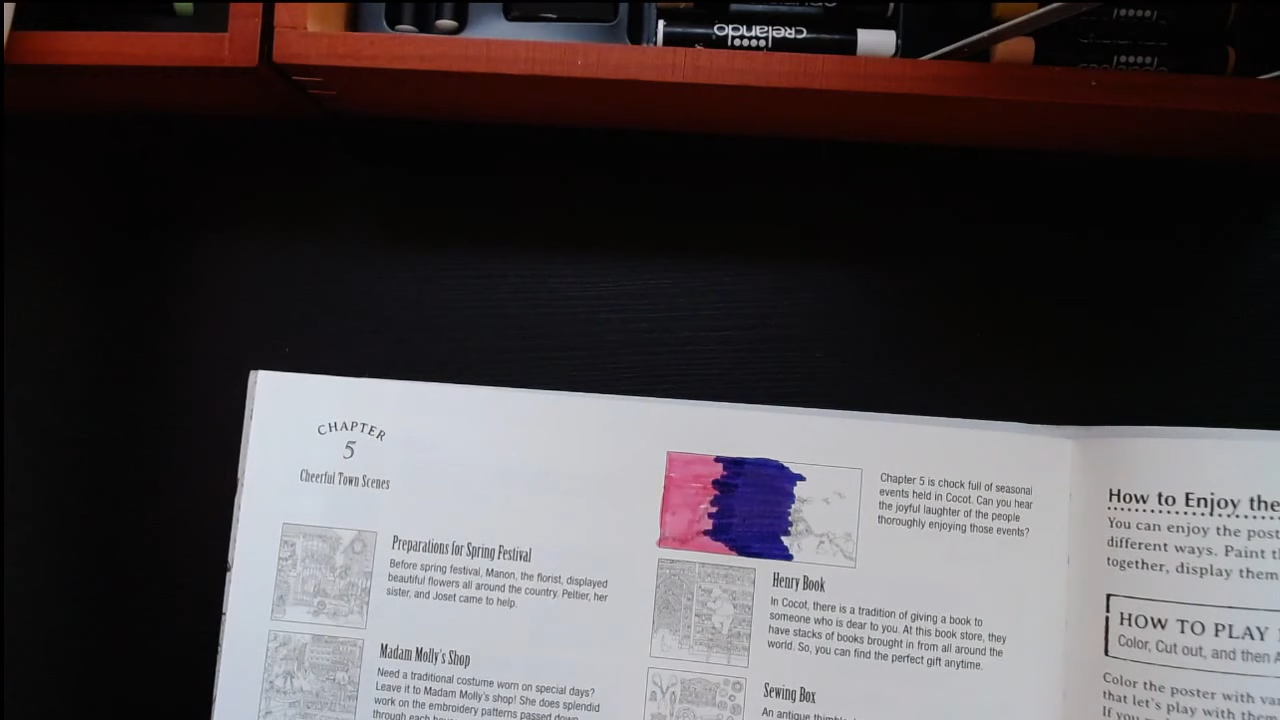 crelando
crelando
CHAPTER
5
Cheerful Town Scenes
Preparations for Spring Festival
Before spring festival, Manon, the florist, displayed
beautiful flowers all around the country. Peltier, her
sister, and Joset came to help.
Madam Molly's Shop
Need a traditional costume worn on special days?
Leave it to Madam Molly's shop! She does splendid
work on the embroidery patterns passed down
through each
Chapter 5 is chock full of seasonal
events held in Cocot. Can you hear
the joyful laughter of the people
thoroughly enjoying those events?
Henry Book
In Cocot, there is a tradition of giving a book to
someone who is dear to you. At this book store, they
have stacks of books brought in from all around the
world. So, you can find the perfect gift anytime.
Sewing Box
An antique
How to Enjoy the
You can enjoy the post
different ways. Paint
together, display them
HOW TO PLAY
Color, Cut out, and then
Color the poster with
that let's play with
If you